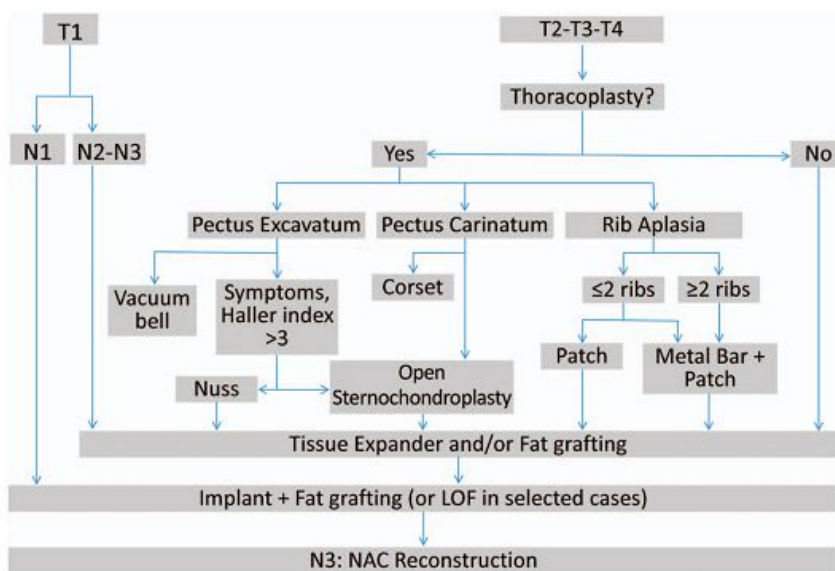 T1
T2-T3-T4
Thoracoplasty?
N1
N2-N3
Yes
No
Pectus Excavatum
Pectus Carinatum
Rib Aplasia
Vacuum
bell
Symptoms,
Haller index
>3
Corset
≤2 ribs
≥2 ribs
Nuss
Open
Sternochondroplasty
Patch
Metal Bar +
Patch
Tissue Expander and/or Fat grafting
Implant + Fat grafting (or LOF in selected cases)
N3: NAC Reconstruction